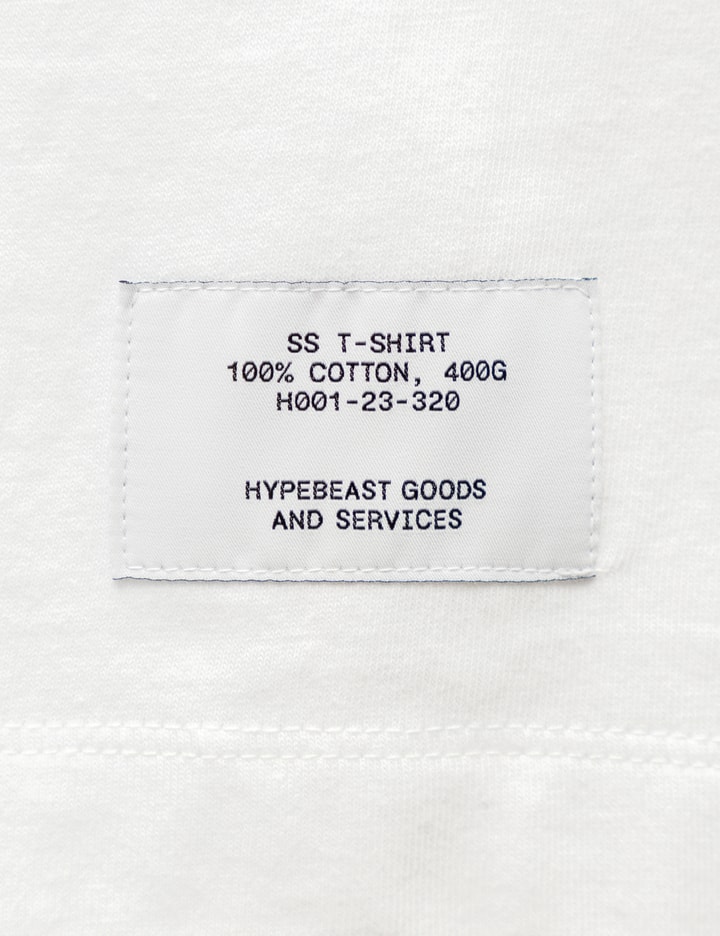 SS T-SHIRT
100% COTTON, 400G
H001-23-320
HYPEBEAST GOODS
AND SERVICES